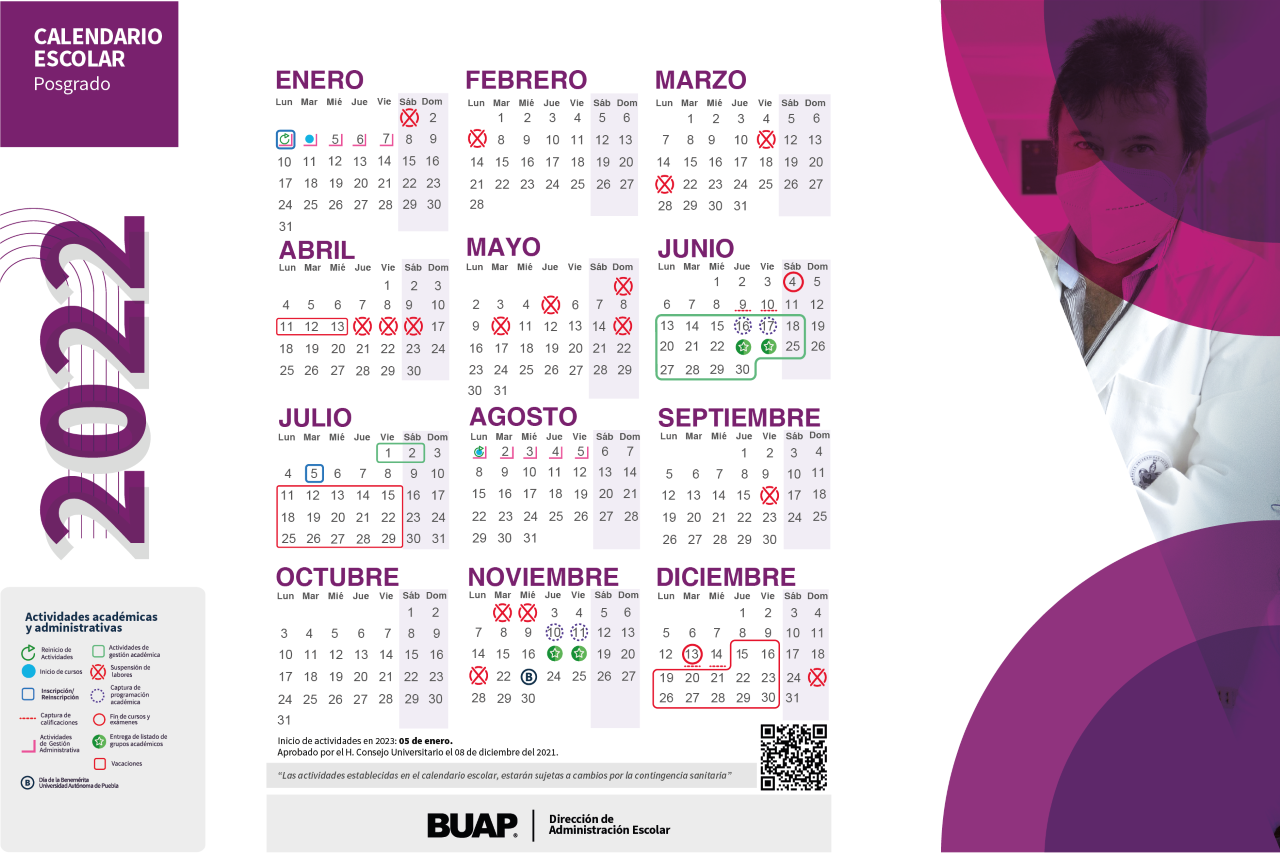 CALENDARIO
ESCOLAR
Posgrado
2022
ENERO
Lun Mar Mié Jue Vie Sáb Dom
2
5 6 7 8 9
10 11 12 13 14 15 16
17 18 19 20 21 22 23
24 25 26 27 28 29 30
31
FEBRERO
Lun Mar Mié Jue Vie Sáb Dom
1 2 3 4 5 6
8 9 10 11 12 13
14 15 16 17 18 19 20
21 22 23 24 25 26 27
28
MARZO
Lun Mar Mié Jue Vie Sáb Dom
1 2 3 4 5 6
7 8 9 10 12 13
14 15 16 17 18 19 20
22 23 24 25 26 27
28 29 30 31
ABRIL
Lun Mar Mié Jue Vie Sáb Dom
1 2 3
4 5 6 7 8 9 10
11 12 13 17
18 19 20 21 22 23 24
25 26 27 28 29 30
MAYO
Lun Mar Mié Jue Vie Sáb Dom
2 3 4 6 7 8
9 11 12 13 14
16 17 18 19 20 21 22
23 24 25 26 27 28 29
30 31
JUNIO
Lun Mar Mié Jue Vie Sáb Dom
1 2 3 4 5
6 7 8 9 10 11 12
13 14 15 16 17 18 19
20 21 22 25 26
27 28 29 30
JULIO
Lun Mar Mié Jue Vie Sáb Dom
1 2 3
4 5 6 7 8 9 10
11 12 13 14 15 16 17
18 19 20 21 22 23 24
25 26 27 28 29 30 31
AGOSTO
Lun Mar Mié Jue Vie Sáb Dom
2 3 4 5 6 7
8 9 10 11 12 13 14
15 16 17 18 19 20 21
22 23 24 25 26 27 28
29 30 31
SEPTIEMBRE
Lun Mar Mié Jue Vie Sáb Dom
1 2 3 4
5 6 7 8 9 10 11
12 13 14 15 17 18
19 20 21 22 23 24 25
26 27 28 29 30
OCTUBRE
Lun Mar Mié Jue Vie Sáb Dom
1 2
3 4 5 6 7 8 9
10 11 12 13 14 15 16
17 18 19 20 21 22 23
24 25 26 27 28 29 30
31
NOVIEMBRE
Lun Mar Mié Jue Vie Sáb Dom
3 4 5 6
7 8 9 10 11 12 13
14 15 16 19 20
22 B 24 25 26 27
28 29 30
DICIEMBRE
Lun Mar Mié Jue Vie Sáb Dom
1 2 3 4
5 6 7 8 9 10 11
12 13 14 15 16 17 18
19 20 21 22 23 24
26 27 28 29 30 31
Actividades académicas
y administrativas
Reinicio de
Actividades
Actividades de
gestión académica
Inicio de cursos
Suspensión de
labores
Inscripción/
Reinscripción
Captura de
programación
académica
Captura de
calificaciones
Fin de cursos y
exámenes
Actividades
de Gestión
Administrativa
Entrega de listado de
grupos académicos
Vacaciones
B
Día de la Benemérita
Universidad Autónoma de Puebla
Inicio de actividades en 2023: 05 de enero.
Aprobado por el H. Consejo Universitario el 08 de diciembre del 2021.
“Las actividades establecidas en el calendario escolar, estarán sujetas a cambios por la contingencia sanitaria”
BUAP®
Dirección de
Administración Escolar